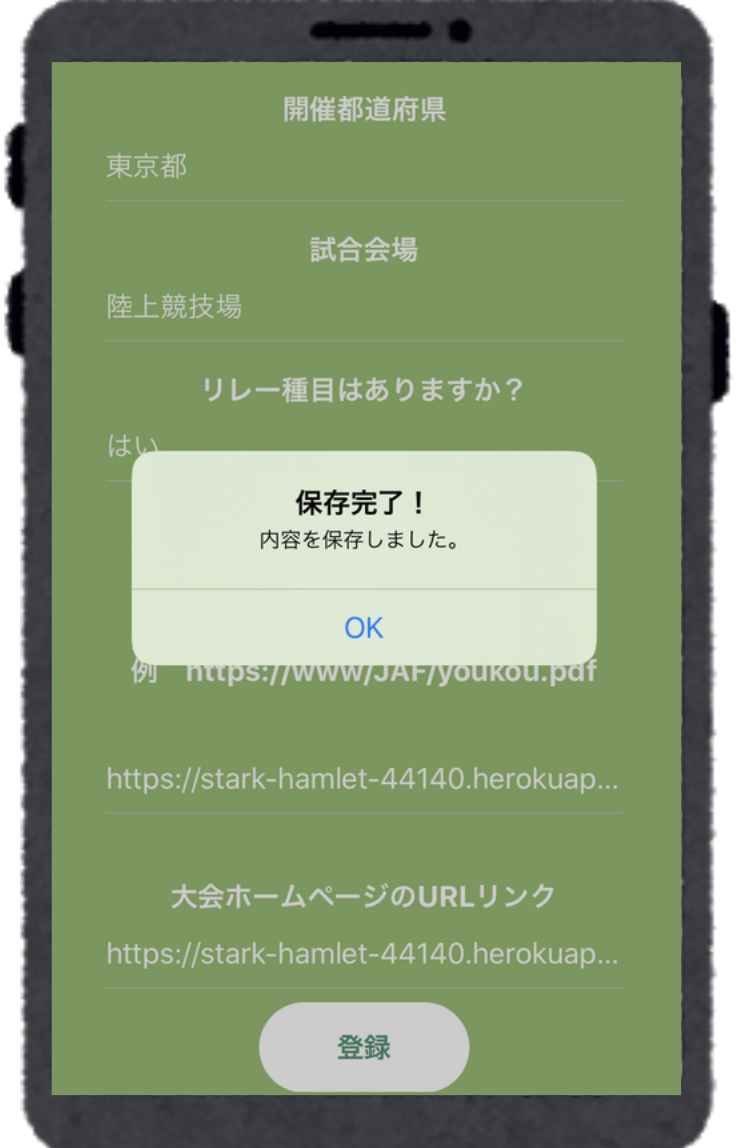 開催都道府県
東京都
試合会場
陸上競技場
リレー種目はありますか？
はい
保存完了！
内容を保存しました。
OK
例　https://www/JAF/youkou.pdf
https://stark-hamlet-44140.herokuap...
大会ホームページのURLリンク
https://stark-hamlet-44140.herokuap...
登録